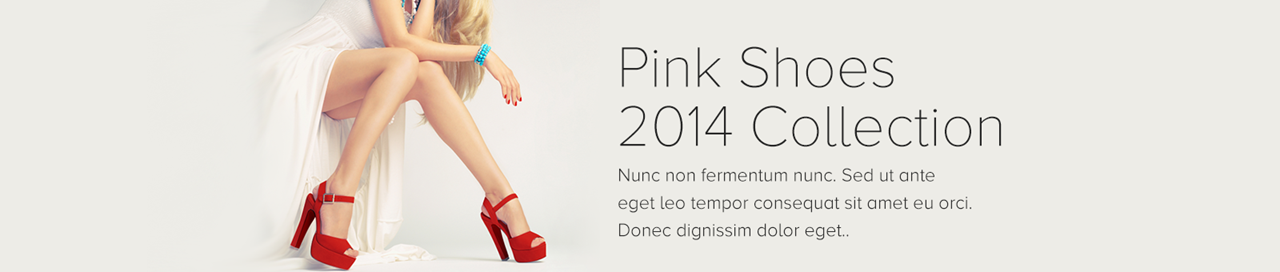 Pink Shoes
2014 Collection
Nunc non fermentum nunc. Sed ut ante
eget leo tempor consequat sit amet eu orci.
Donec dignissim dolor eget..